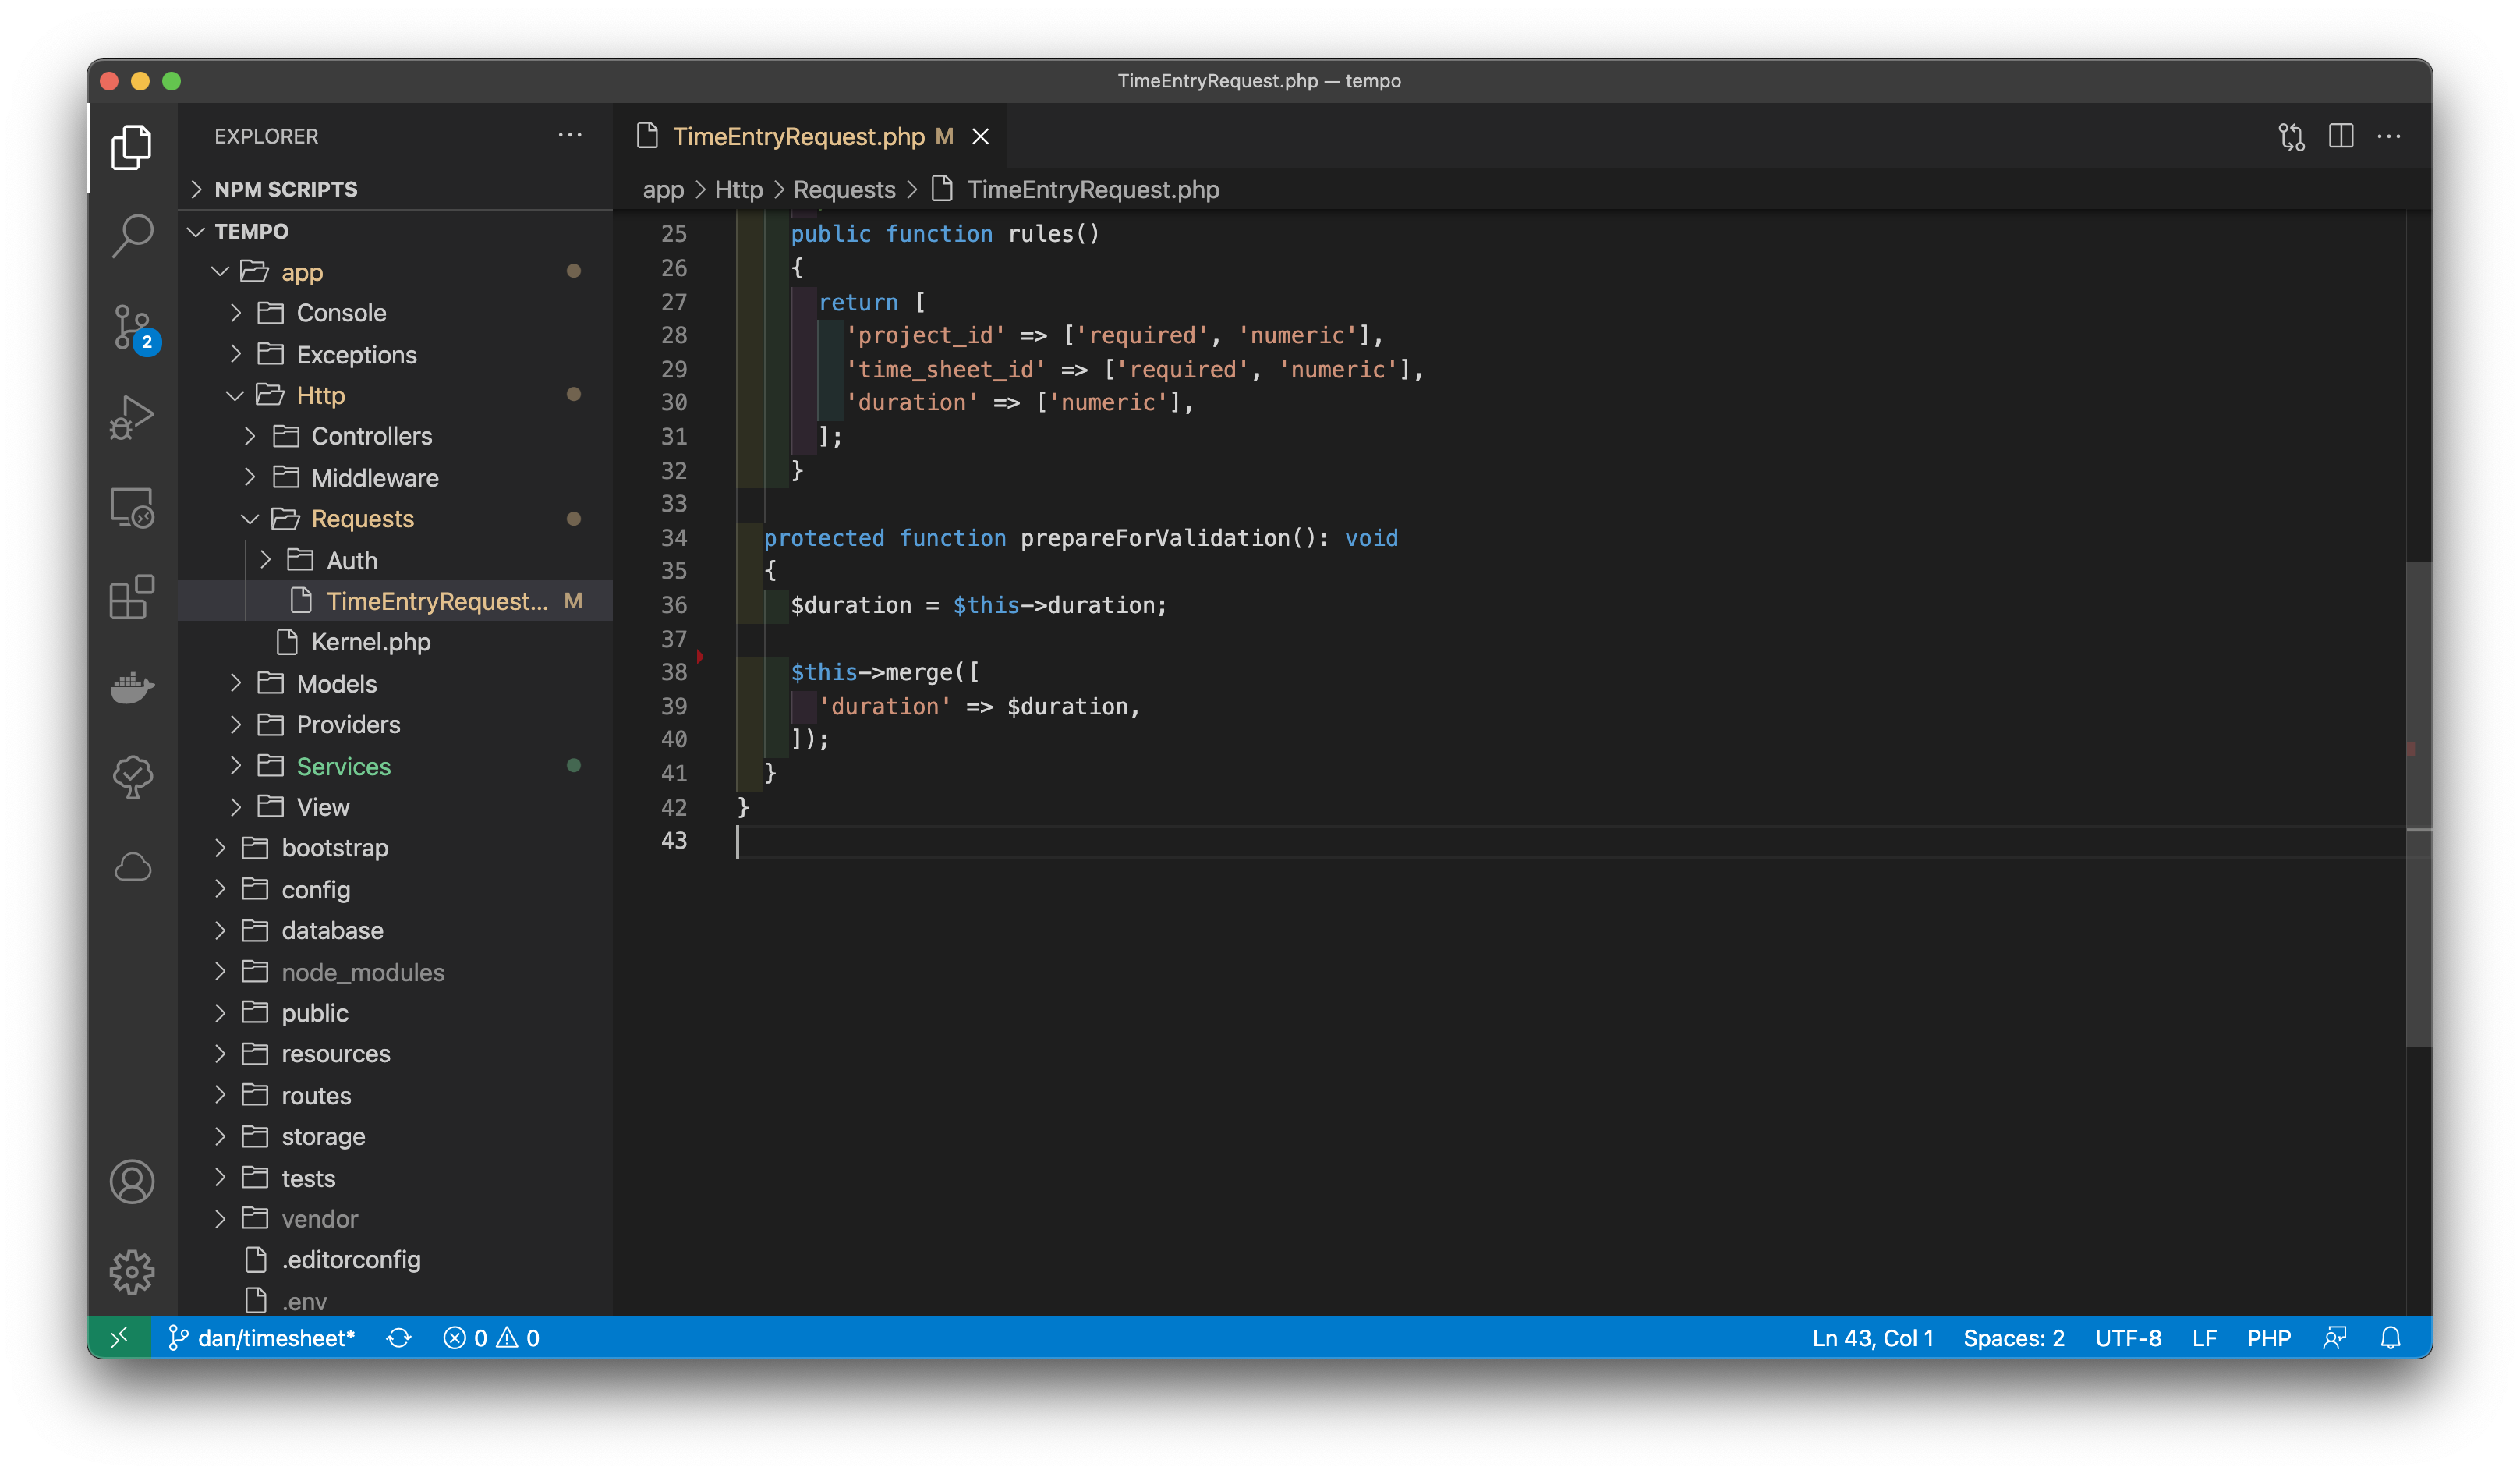 TimeEntryRequest.php — tempo
EXPLORER
NPM SCRIPTS
TEMPO
app
Console
Exceptions
Http
Controllers
Middleware
Requests
Auth
TimeEntryRequest... M
Kernel.php
Models
Providers
Services
View
bootstrap
config
database
node_modules
public
resources
routes
storage
tests
vendor
.editorconfig
.env
2
TimeEntryRequest.php M
app > Http > Requests > TimeEntryRequest.php
25 public function rules()
26 {
27 return [
28 'project_id' => ['required', 'numeric'],
29 'time_sheet_id' => ['required', 'numeric'],
30 'duration' => ['numeric'],
31 ];
32 }
33
34 protected function prepareForValidation(): void
35 {
36 $duration = $this->duration;
37
38 $this->merge([
39 'duration' => $duration,
40 ]);
41 }
42 }
43
dan/timesheet* 0 0 Ln 43, Col 1 Spaces: 2 UTF-8 LF PHP